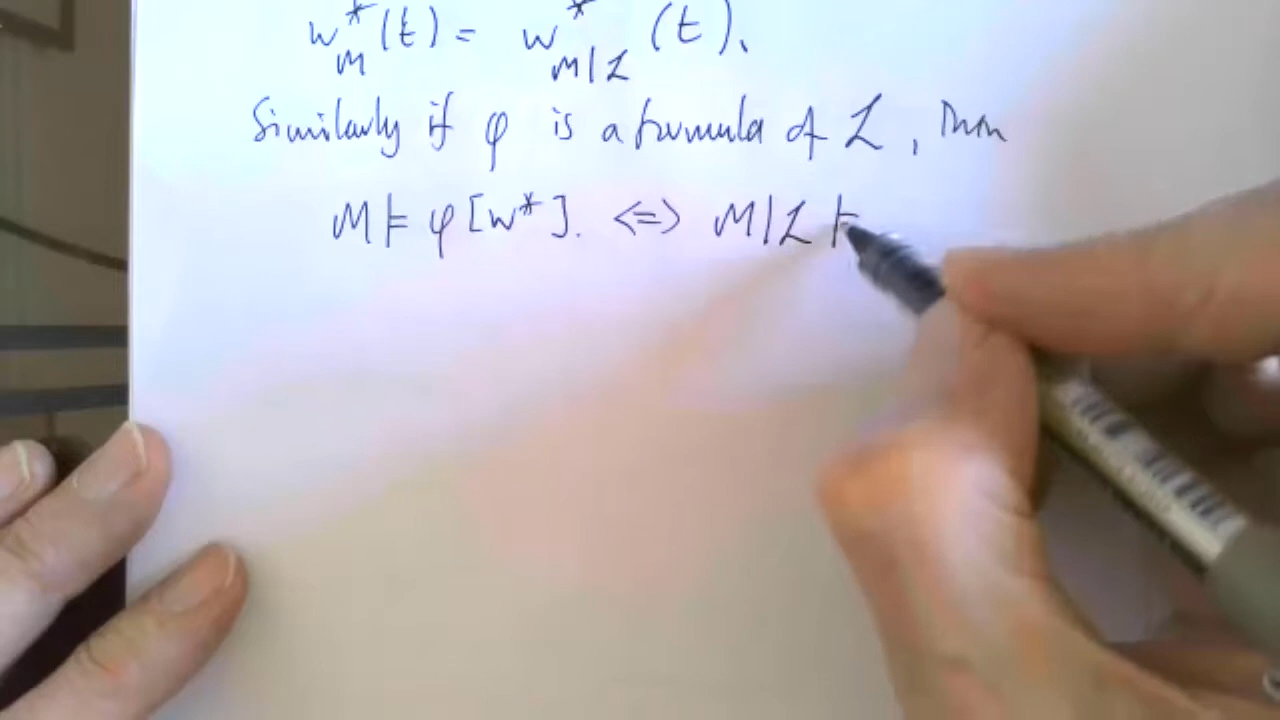 w*_M(t) = w*_{M|L}(t).
Similarly if φ is a formula of L, then
M ⊨ φ[w*]. <=> M|L ⊨